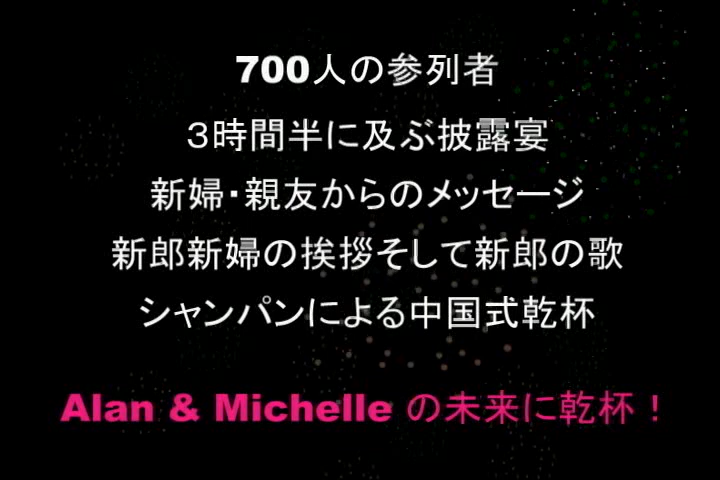 700人の参列者
３時間半に及ぶ披露宴
新婦・親友からのメッセージ
新郎新婦の挨拶そして新郎の歌
シャンパンによる中国式乾杯
Alan & Michelle の未来に乾杯！